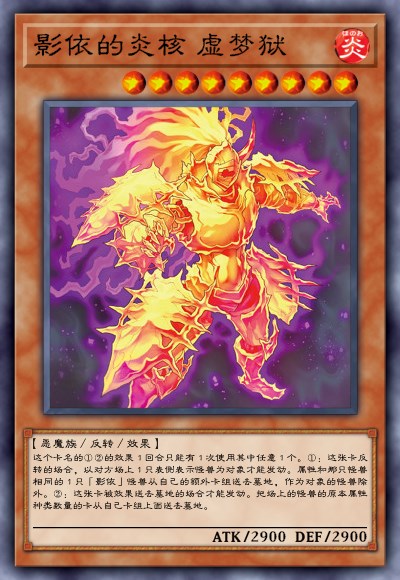 影依的炎核 虚梦狱
ほのお
炎
【恶魔族/反转/效果】
这个卡名的①②的效果1回合只能有1次使用其中任意1个。①：这张卡反
转的场合，以对方场上1只表侧表示怪兽为对象才能发动。属性和那只怪兽
相同的1只「影依」怪兽从自己的额外卡组送去墓地，作为对象的怪兽除
外。②：这张卡被效果送去墓地的场合才能发动。把场上的怪兽的原本属性
种类数量的卡从自己卡组上面送去墓地。
ATK/2900 DEF/2900